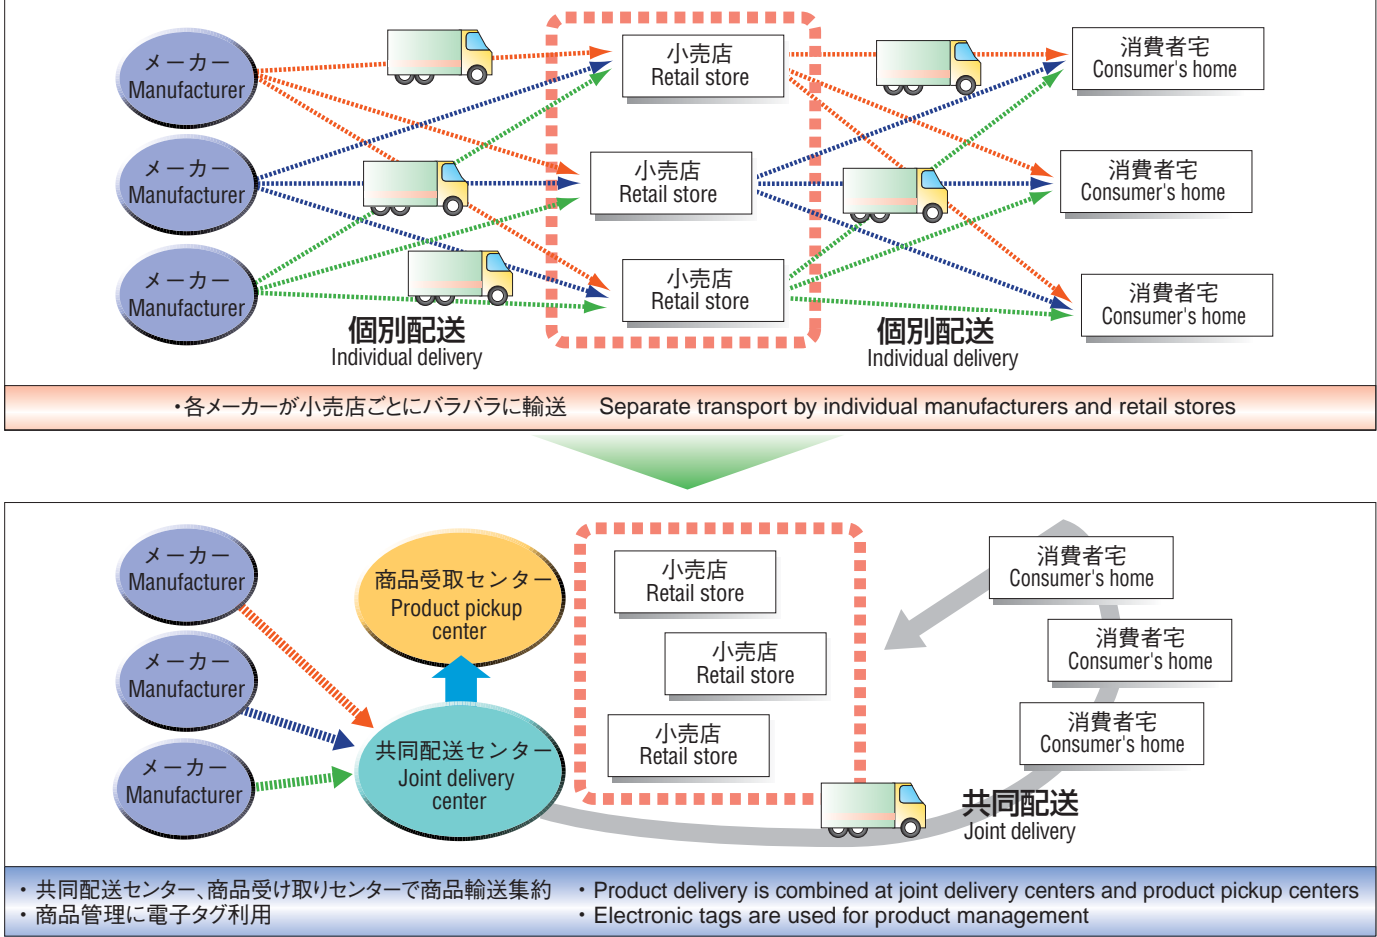 メーカー
Manufacturer
小売店
Retail store
消費者宅
Consumer's home
メーカー
Manufacturer
小売店
Retail store
消費者宅
Consumer's home
メーカー
Manufacturer
小売店
Retail store
消費者宅
Consumer's home
個別配送
Individual delivery
個別配送
Individual delivery
・各メーカーが小売店ごとにバラバラに輸送 Separate transport by individual manufacturers and retail stores
メーカー
Manufacturer
メーカー
Manufacturer
メーカー
Manufacturer
商品受取センター
Product pickup
center
共同配送センター
Joint delivery
center
小売店
Retail store
小売店
Retail store
小売店
Retail store
消費者宅
Consumer's home
消費者宅
Consumer's home
消費者宅
Consumer's home
共同配送
Joint delivery
・共同配送センター、商品受け取りセンターで商品輸送集約
・商品管理に電子タグ利用
・Product delivery is combined at joint delivery centers and product pickup centers
・Electronic tags are used for product management